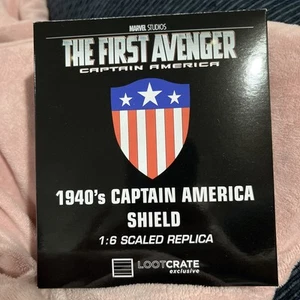 MARVEL STUDIOS
THE FIRST AVENGER
CAPTAIN AMERICA
1940's CAPTAIN AMERICA
SHIELD
1:6 SCALED REPLICA
LOOTCRATE
exclusive